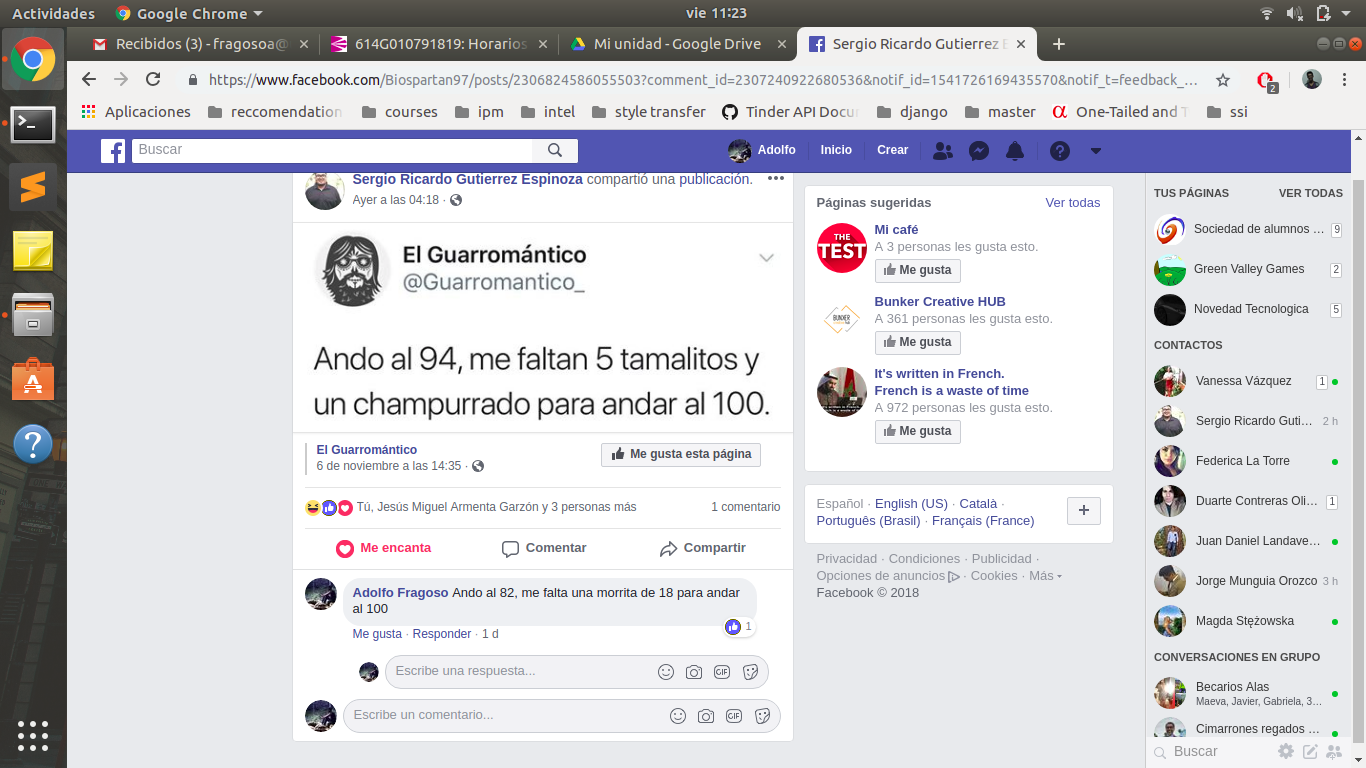 Actividades
Google Chrome
vie 11:23
Recibidos (3) - fragosoa@
614G010791819: Horarios
Mi unidad - Google Drive
Sergio Ricardo Gutierrez E
https://www.facebook.com/Biospartan97/posts/2306824586055503?comment_id=2307240922680536&notif_id=1541726169435570&notif_t=feedback_...
2
Aplicaciones
reccomendation
courses
ipm
intel
style transfer
Tinder API Docu
django
master
One-Tailed and T
ssi
Buscar
Adolfo
Inicio
Crear
Sergio Ricardo Gutierrez Espinoza compartió una publicación.
Ayer a las 04:18 ·
El Guarromántico
@Guarromantico_
Ando al 94, me faltan 5 tamalitos y
un champurrado para andar al 100.
El Guarromántico
6 de noviembre a las 14:35 ·
Me gusta esta página
Tú, Jesús Miguel Armenta Garzón y 3 personas más
1 comentario
Me encanta
Comentar
Compartir
Adolfo Fragoso Ando al 82, me falta una morrita de 18 para andar
al 100
1
Me gusta · Responder · 1 d
Escribe una respuesta...
GIF
Escribe un comentario...
GIF
Páginas sugeridas
Ver todas
THE
TEST
Mi café
A 3 personas les gusta esto.
Me gusta
BUNKER
Bunker Creative HUB
A 361 personas les gusta esto.
Me gusta
It's written in French.
French is a waste of time
A 972 personas les gusta esto.
Me gusta
Español · English (US) · Català ·
Português (Brasil) · Français (France)
Privacidad · Condiciones · Publicidad ·
Opciones de anuncios · Cookies · Más
Facebook © 2018
TUS PÁGINAS
VER TODAS
Sociedad de alumnos ...
9
Green Valley Games
2
Novedad Tecnologica
5
CONTACTOS
Vanessa Vázquez
1
Sergio Ricardo Guti...
2 h
Federica La Torre
Duarte Contreras Oli...
1
Juan Daniel Landave...
Jorge Munguia Orozco
3 h
Magda Stężowska
CONVERSACIONES EN GRUPO
Becarios Alas
Maeva, Javier, Gabriela, 3...
Cimarrones regados ...
Buscar